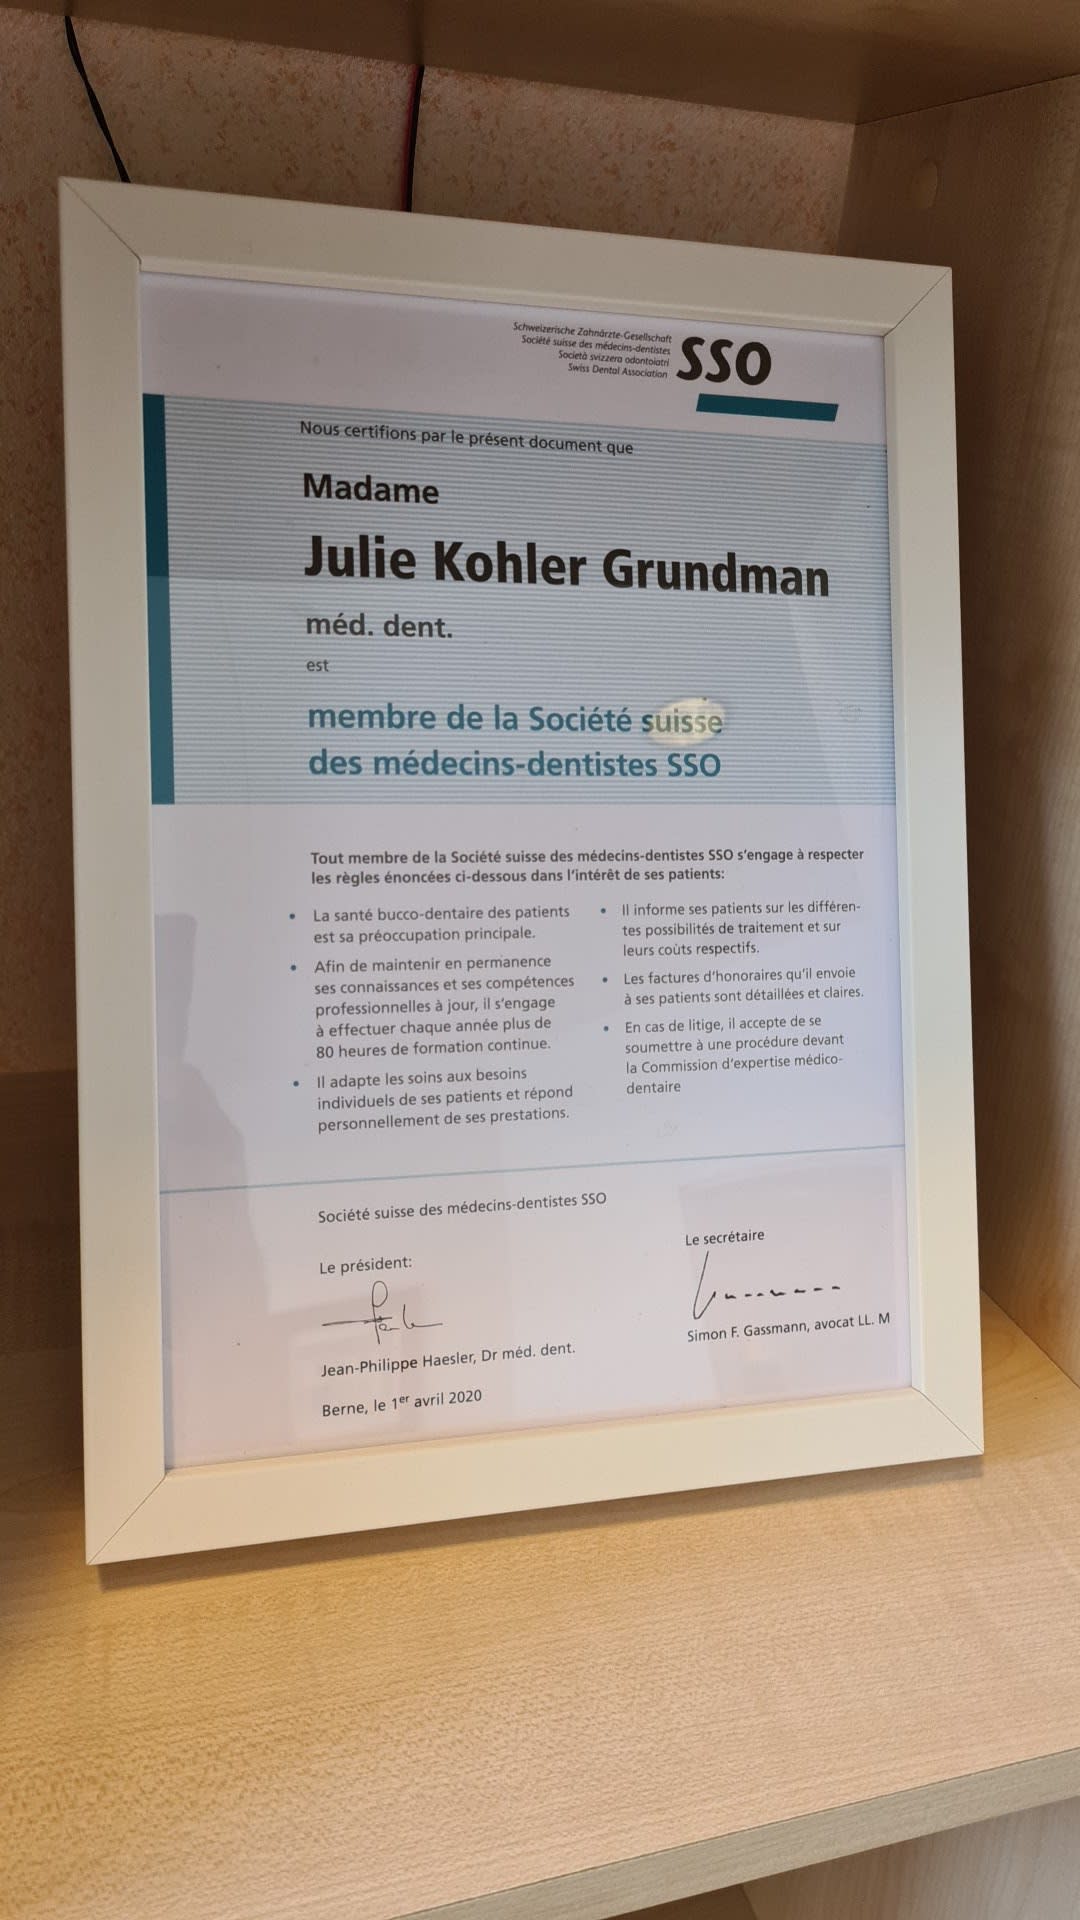 Schweizerische Zahnärzte-Gesellschaft
Société suisse des médecins-dentistes
Società svizzera odontoiatri
Swiss Dental Association
SSO
Nous certifions par le présent document que
Madame
Julie Kohler Grundman
méd. dent.
est
membre de la Société suisse
des médecins-dentistes SSO
Tout membre de la Société suisse des médecins-dentistes SSO s'engage à respecter
les règles énoncées ci-dessous dans l'intérêt de ses patients:
• La santé bucco-dentaire des patients
est sa préoccupation principale.
• Afin de maintenir en permanence
ses connaissances et ses compétences
professionnelles à jour, il s'engage
à effectuer chaque année plus de
80 heures de formation continue.
• Il adapte les soins aux besoins
individuels de ses patients et répond
personnellement de ses prestations.
• Il informe ses patients sur les différen-
tes possibilités de traitement et sur
leurs coûts respectifs.
• Les factures d'honoraires qu'il envoie
à ses patients sont détaillées et claires.
• En cas de litige, il accepte de se
soumettre à une procédure devant
la Commission d'expertise médico-
dentaire
Société suisse des médecins-dentistes SSO
Le président:
Jean-Philippe Haesler, Dr méd. dent.
Berne, le 1er avril 2020
Le secrétaire
Simon F. Gassmann, avocat LL. M